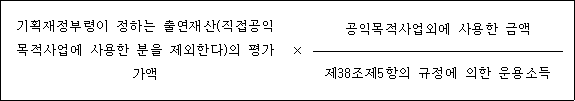 기획재정부령이 정하는 출연재산(직접공익
목적사업에 사용한 분을 제외한다)의 평가
가액
×
공익목적사업외에 사용한 금액
제38조제5항의 규정에 의한 운용소득